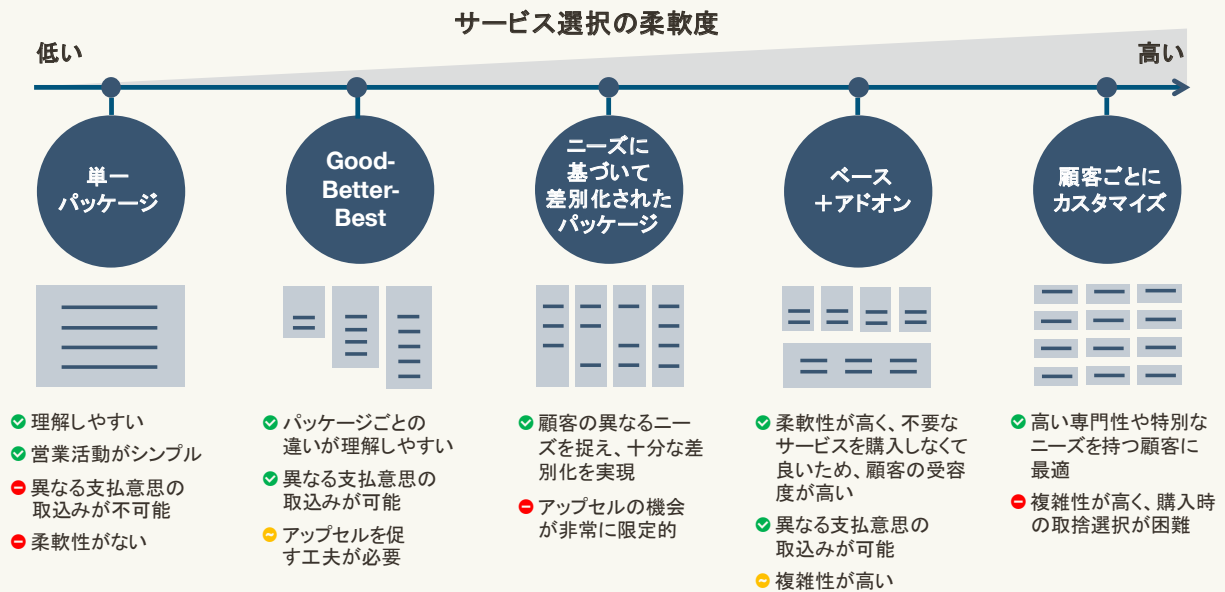 サービス選択の柔軟度
低い
高い
単一
パッケージ
Good-
Better-
Best
ニーズに
基づいて
差別化された
パッケージ
ベース
＋アドオン
顧客ごとに
カスタマイズ
理解しやすい
営業活動がシンプル
異なる支払意思の
取込みが不可能
柔軟性がない
パッケージごとの
違いが理解しやすい
異なる支払意思の
取込みが可能
アップセルを促
す工夫が必要
顧客の異なるニー
ズを捉え、十分な差
別化を実現
アップセルの機会
が非常に限定的
柔軟性が高く、不要な
サービスを購入しなくて
良いため、顧客の受容
度が高い
異なる支払意思の
取込みが可能
複雑性が高い
高い専門性や特別な
ニーズを持つ顧客に
最適
複雑性が高く、購入時
の取捨選択が困難